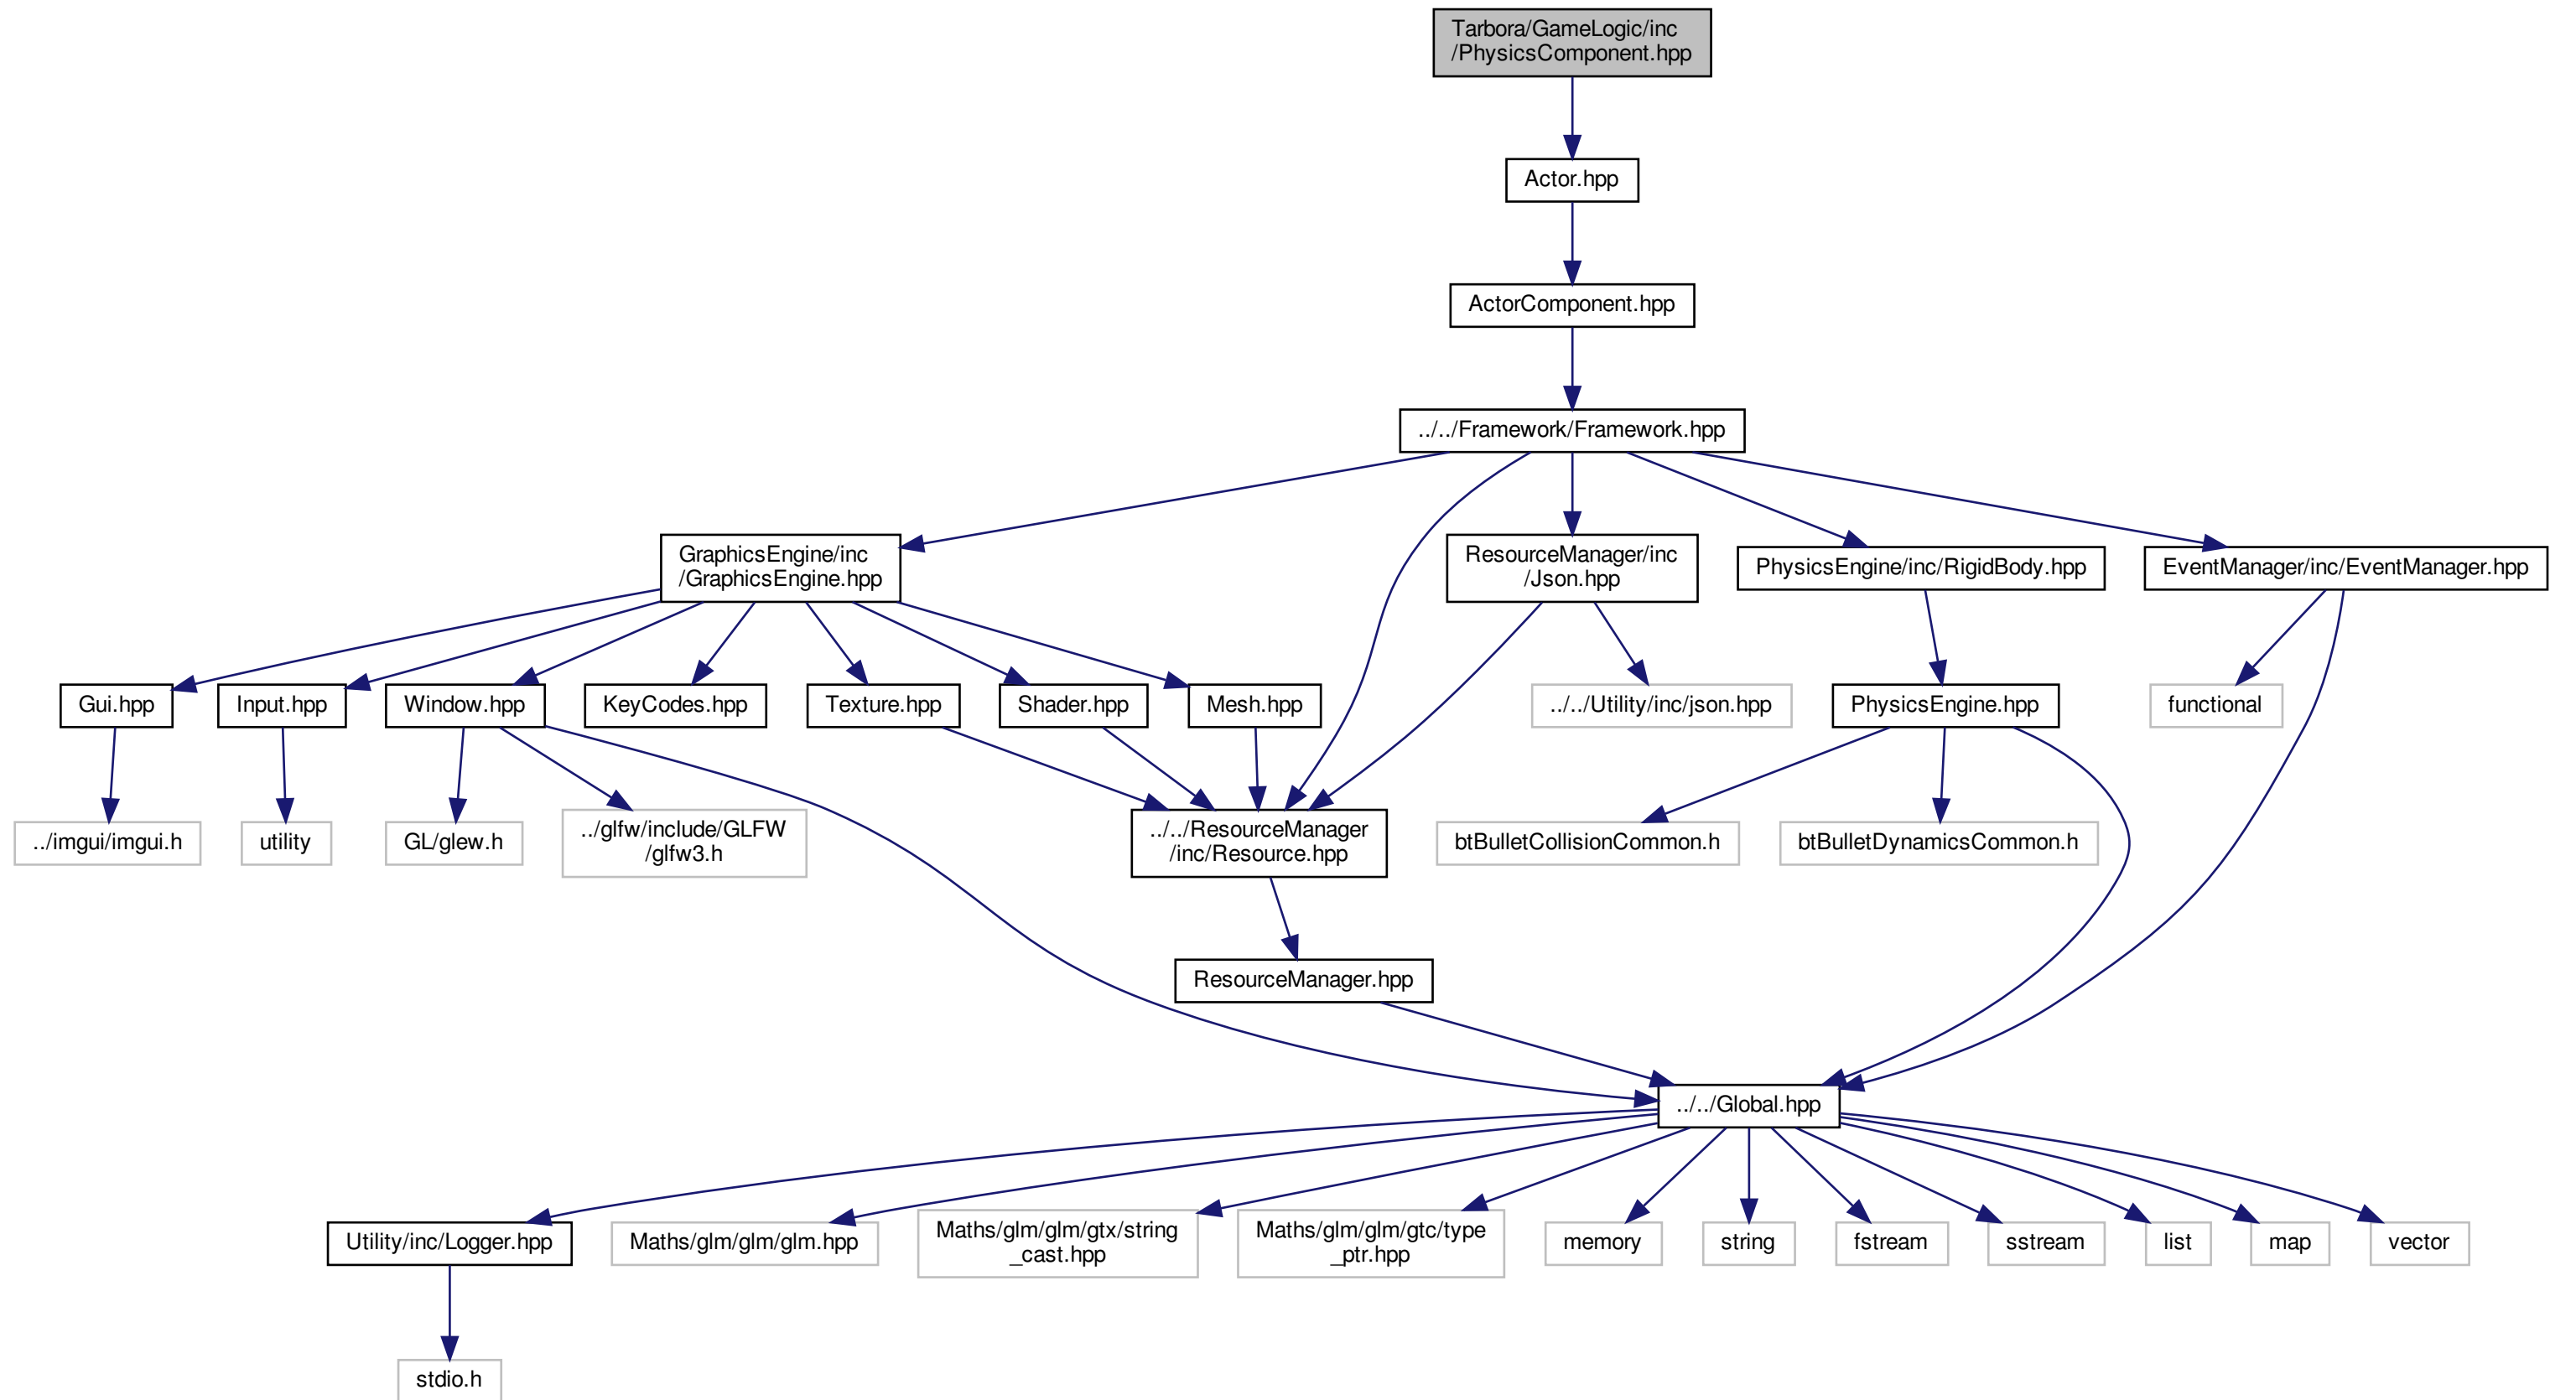 Tarbora/GameLogic/inc
/PhysicsComponent.hpp
Actor.hpp
ActorComponent.hpp
../../Framework/Framework.hpp
GraphicsEngine/inc
/GraphicsEngine.hpp
ResourceManager/inc
/Json.hpp
PhysicsEngine/inc/RigidBody.hpp
EventManager/inc/EventManager.hpp
Gui.hpp
Input.hpp
Window.hpp
KeyCodes.hpp
Texture.hpp
Shader.hpp
Mesh.hpp
../../Utility/inc/json.hpp
PhysicsEngine.hpp
functional
../imgui/imgui.h
utility
GL/glew.h
../glfw/include/GLFW
/glfw3.h
../../ResourceManager
/inc/Resource.hpp
btBulletCollisionCommon.h
btBulletDynamicsCommon.h
ResourceManager.hpp
../../Global.hpp
Utility/inc/Logger.hpp
Maths/glm/glm/glm.hpp
Maths/glm/glm/gtx/string
_cast.hpp
Maths/glm/glm/gtc/type
_ptr.hpp
memory
string
fstream
sstream
list
map
vector
stdio.h